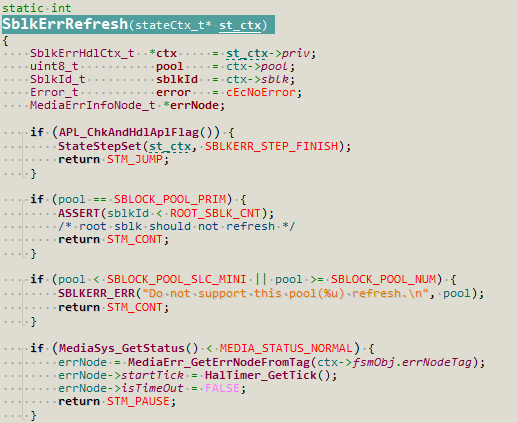 static int
SblkErrRefresh(stateCtx_t* st_ctx)
{
    SblkErrHdlCtx_t  *ctx    = st_ctx->priv;
    uint8_t           pool   = ctx->pool;
    SblkId_t          sblkId = ctx->sblk;
    Error_t           error  = cEcNoError;
    MediaErrInfoNode_t *errNode;

    if (APL_ChkAndHdlAplFlag()) {
        StateStepSet(st_ctx, SBLKERR_STEP_FINISH);
        return STM_JUMP;
    }

    if (pool == SBLOCK_POOL_PRIM) {
        ASSERT(sblkId < ROOT_SBLK_CNT);
        /* root sblk should not refresh */
        return STM_CONT;
    }

    if (pool < SBLOCK_POOL_SLC_MINI || pool >= SBLOCK_POOL_NUM) {
        SBLKERR_ERR("Do not support this pool(%u) refresh.\n", pool);
        return STM_CONT;
    }

    if (MediaSys_GetStatus() < MEDIA_STATUS_NORMAL) {
        errNode = MediaErr_GetErrNodeFromTag(ctx->fsmObj.errNodeTag);
        errNode->startTick = HalTimer_GetTick();
        errNode->isTimeOut = FALSE;
        return STM_PAUSE;
    }